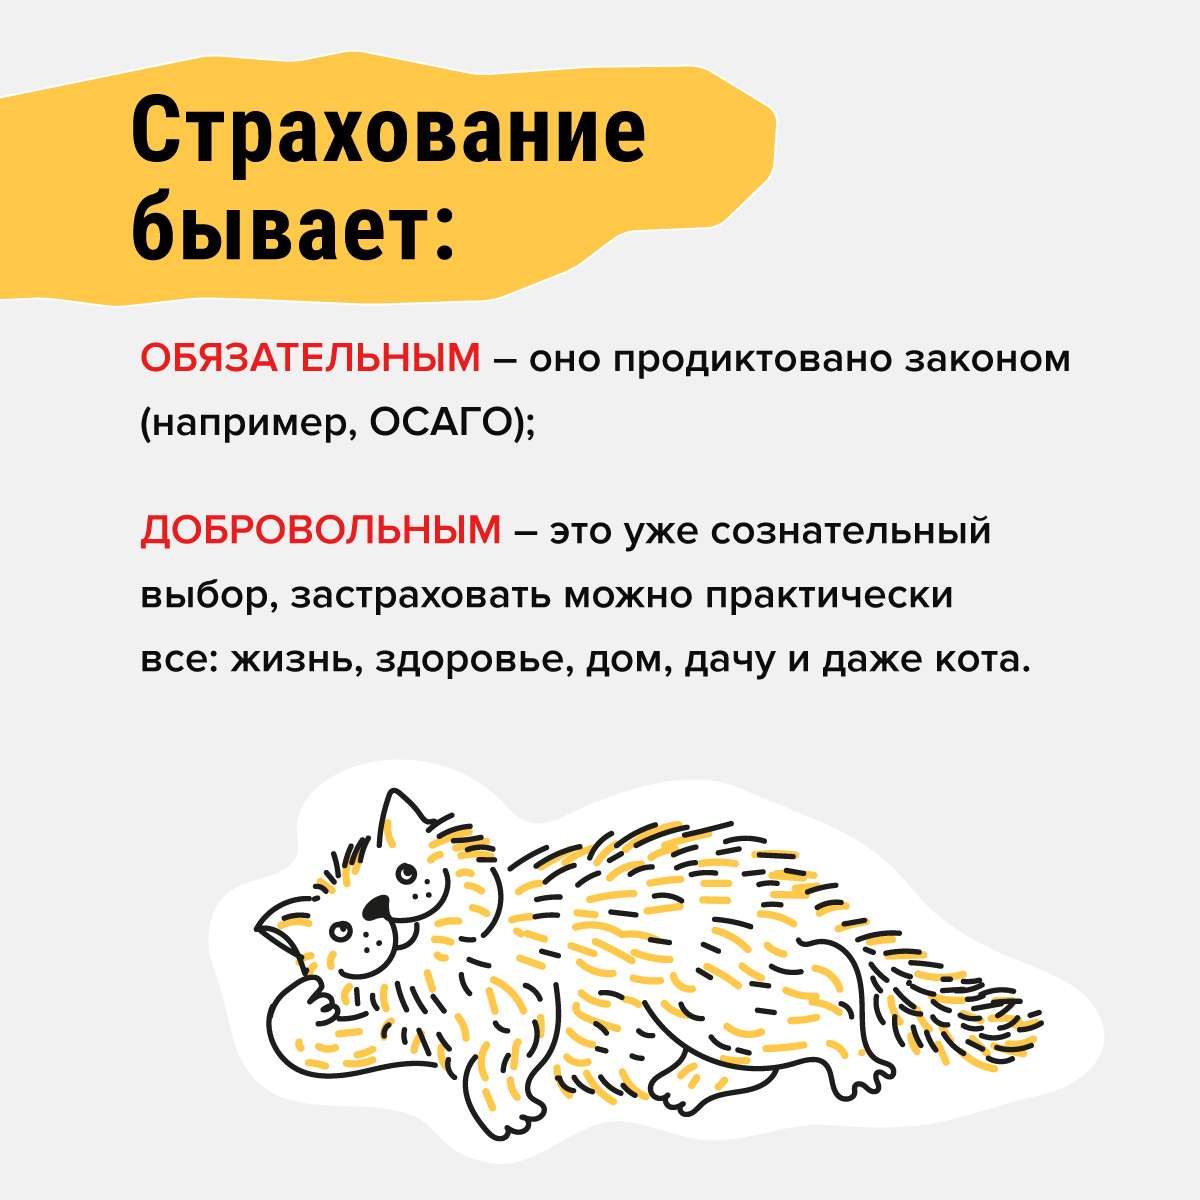 Страхование
бывает:
ОБЯЗАТЕЛЬНЫМ – оно продиктовано законом
(например, ОСАГО);
ДОБРОВОЛЬНЫМ – это уже сознательный
выбор, застраховать можно практически
все: жизнь, здоровье, дом, дачу и даже кота.